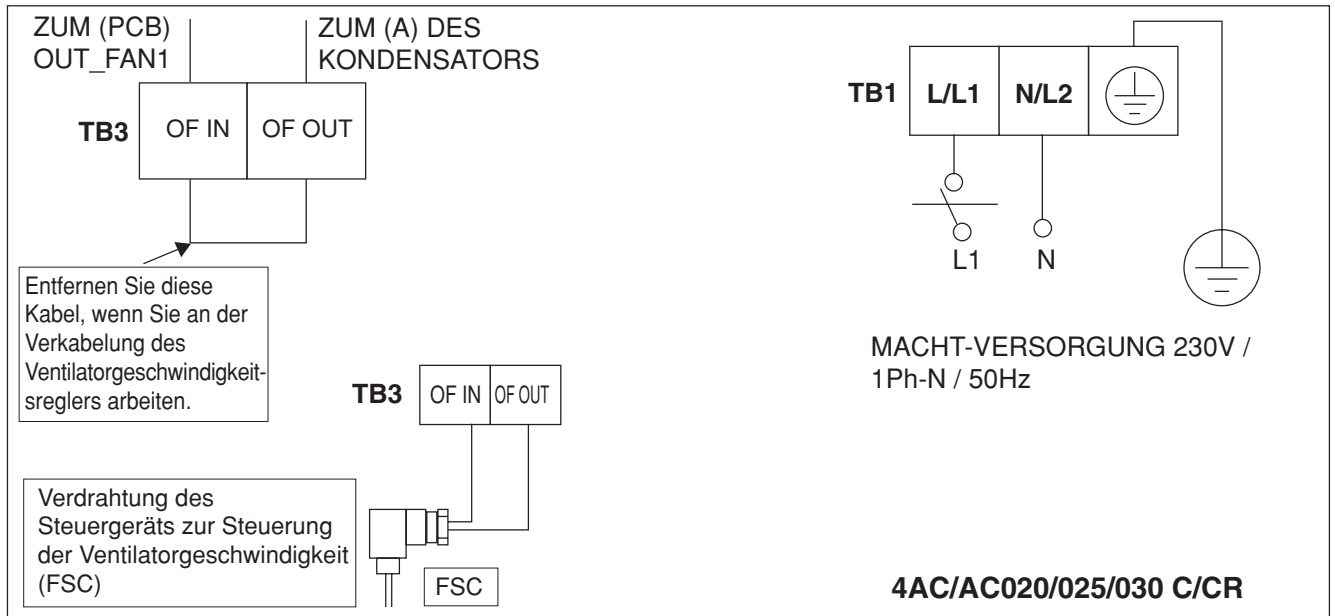 ZUM (PCB)
OUT_FAN1
ZUM (A) DES
KONDENSATORS
TB3
OF IN
OF OUT
Entfernen Sie diese
Kabel, wenn Sie an der
Verkabelung des
Ventilatorgeschwindigkeit-
sreglers arbeiten.
TB3
OF IN
OF OUT
Verdrahtung des
Steuergeräts zur Steuerung
der Ventilatorgeschwindigkeit
(FSC)
FSC
TB1
L/L1
N/L2
L1
N
MACHT-VERSORGUNG 230V /
1Ph-N / 50Hz
4AC/AC020/025/030 C/CR